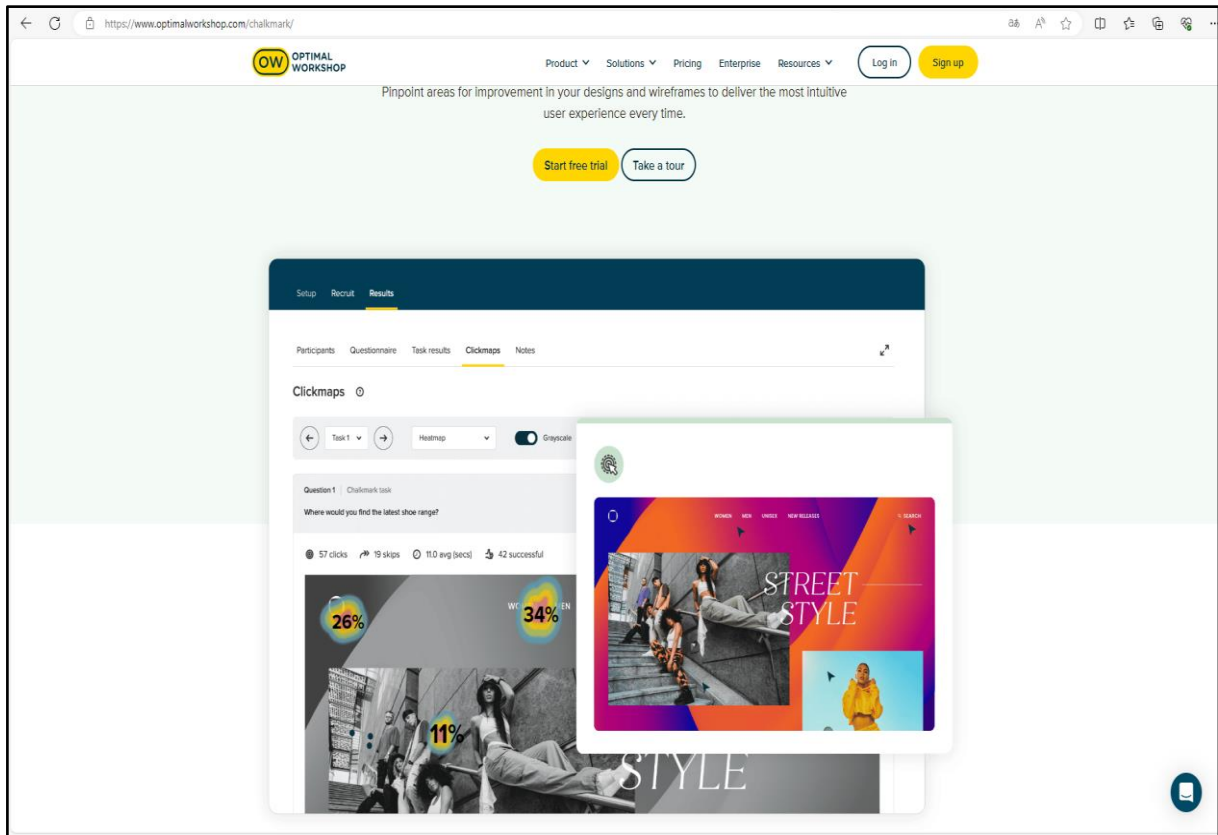 https://www.optimalworkshop.com/chalkmark/
OW OPTIMAL WORKSHOP
Product Solutions Pricing Enterprise Resources Log in Sign up
Pinpoint areas for improvement in your designs and wireframes to deliver the most intuitive
user experience every time.
Start free trial Take a tour
Setup Recruit Results
Participants Questionnaire Task results Clickmaps Notes
Clickmaps
Task 1 Heatmap Grayscale
Question 1 Chalkmark task
Where would you find the latest shoe range?
57 clicks 19 skips 11.0 avg (secs) 42 successful
26% 34% EN
11%
STYLE
WOMEN MEN UNISEX NEW RELEASES SEARCH
STREET
STYLE